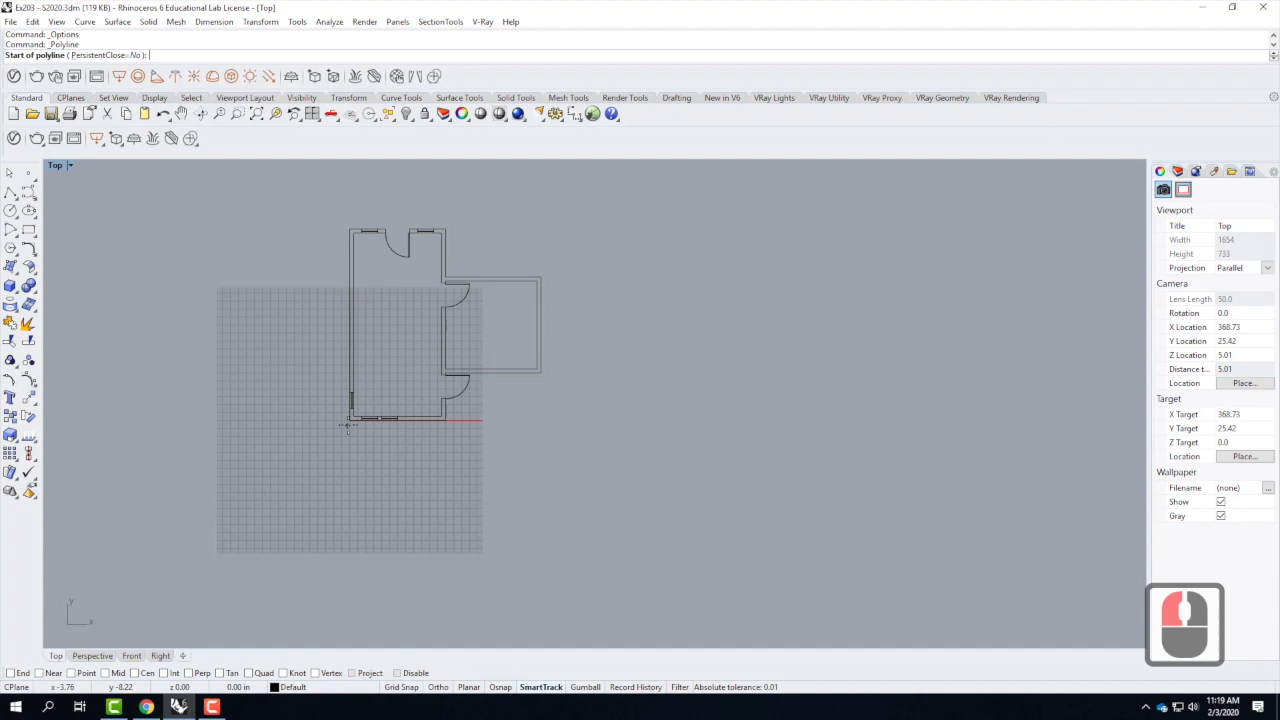 Ex203 - S2020.3dm (119 KB) - Rhinoceros 6 Educational Lab License - [Top]
File Edit View Curve Surface Solid Mesh Dimension Transform Tools Analyze Render Panels SectionTools V-Ray Help
Command: _Options
Command: _Polyline
Start of polyline ( PersistentClose=No ):
Standard CPlanes Set View Display Select Viewport Layout Visibility Transform Curve Tools Surface Tools Solid Tools Mesh Tools Render Tools Drafting New in V6 VRay Lights VRay Utility VRay Proxy VRay Geometry VRay Rendering
Top
Viewport
Title Top
Width 1654
Height 733
Projection Parallel
Camera
Lens Length 50.0
Rotation 0.0
X Location 368.73
Y Location 25.42
Z Location 5.01
Distance t... 5.01
Location Place...
Target
X Target 368.73
Y Target 25.42
Z Target 0.0
Location Place...
Wallpaper
Filename (none) ...
Show
Gray
y
x
Top Perspective Front Right
End Near Point Mid Cen Int Perp Tan Quad Knot Vertex Project Disable
CPlane x -3.76 y -8.22 z 0.00 0.00 in Default Grid Snap Ortho Planar Osnap SmartTrack Gumball Record History Filter Absolute tolerance: 0.01
11:19 AM
2/3/2020